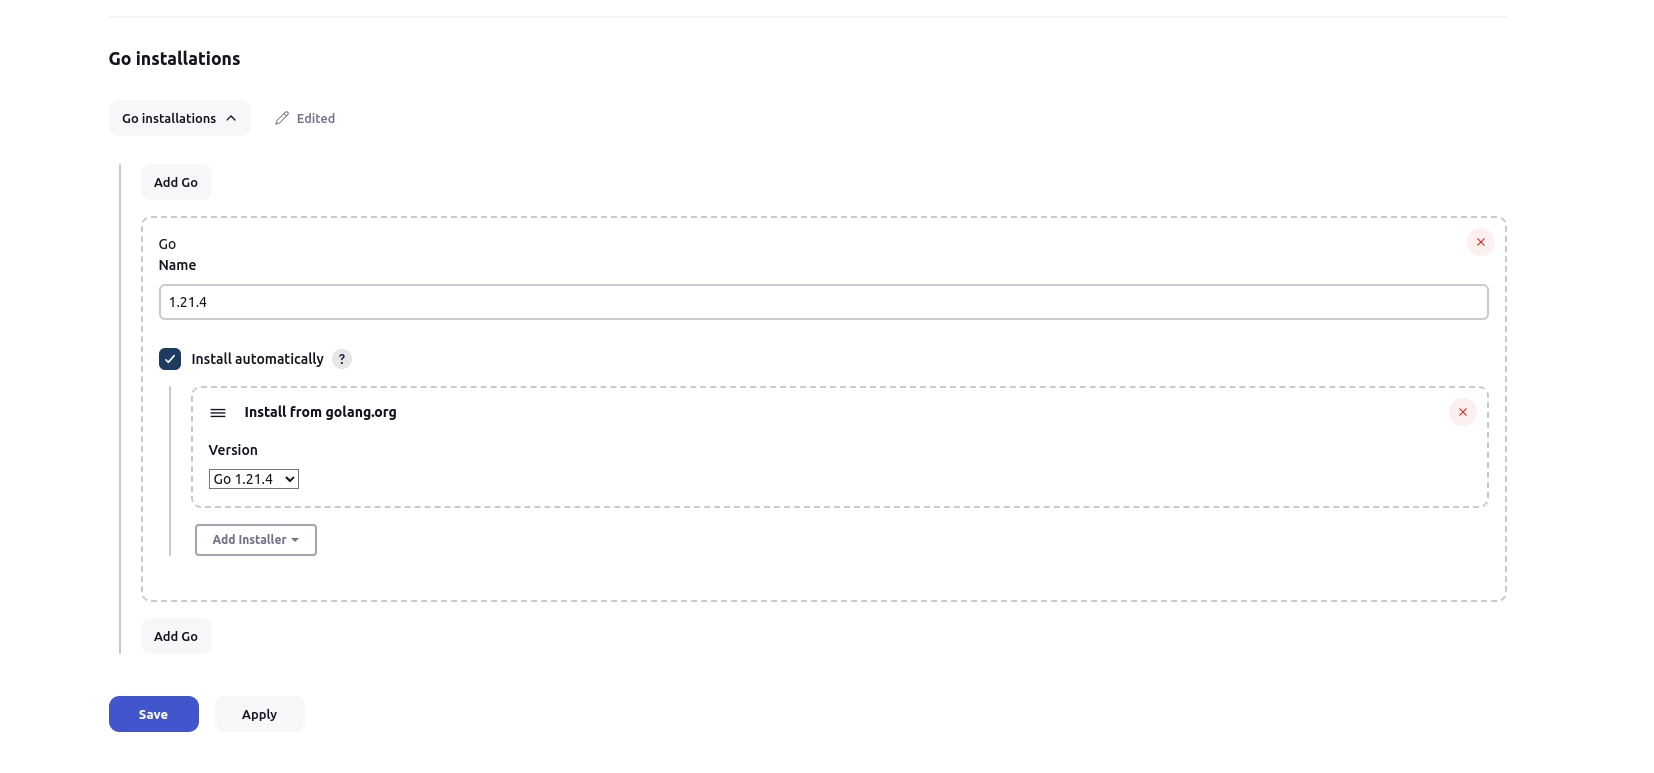 Go installations
Go installations
Edited
Add Go
Go
Name
1.21.4
Install automatically ?
Install from golang.org
Version
Go 1.21.4
Add Installer
Add Go
Save
Apply